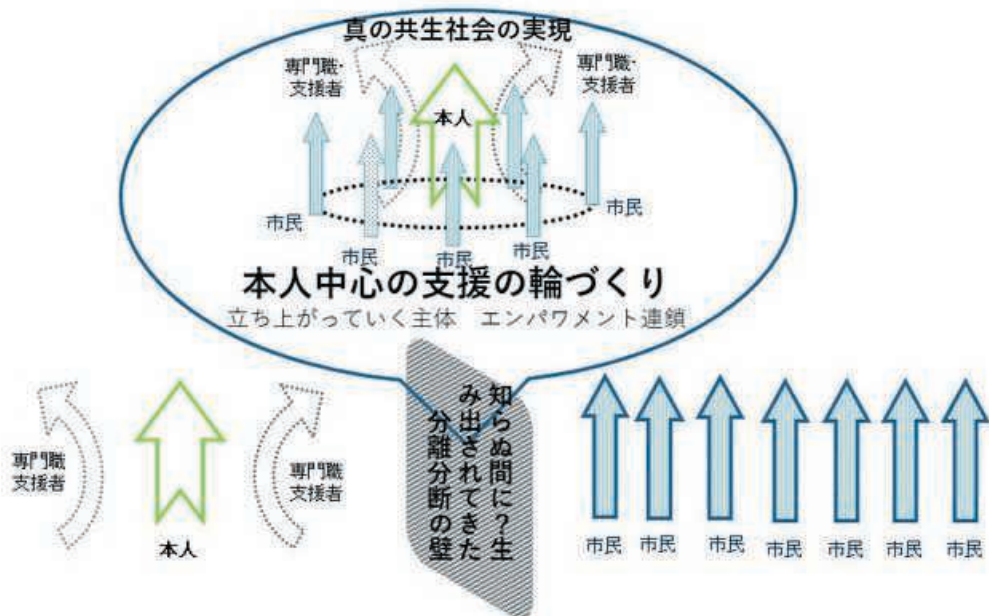 真の共生社会の実現
専門職・
支援者
本人
専門職・
支援者
市民
市民
市民
市民
市民
本人中心の支援の輪づくり
立ち上がっていく主体　エンパワメント連鎖
専門職
支援者
本人
専門職
支援者
知らぬ間に？生
み出されてきた
分離分断の壁
市民
市民
市民
市民
市民
市民
市民